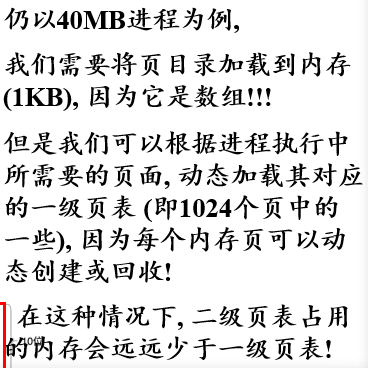 仍以40MB进程为例,
我们需要将页目录加载到内存
(1KB), 因为它是数组!!!
但是我们可以根据进程执行中
所需要的页面, 动态加载其对应
的一级页表 (即1024个页中的
一些), 因为每个内存页可以动
态创建或回收!
在这种情况下, 二级页表占用
的内存会远远少于一级页表!